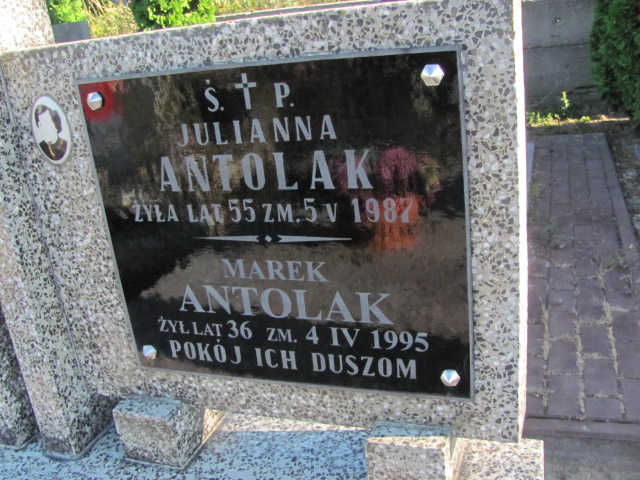 Ś. † P.
JULIANNA
ANTOLAK
ŻYŁA LAT 55 ZM. 5 V 1987
MAREK
ANTOLAK
ŻYŁ LAT 36 ZM. 4 IV 1995
POKÓJ ICH DUSZOM